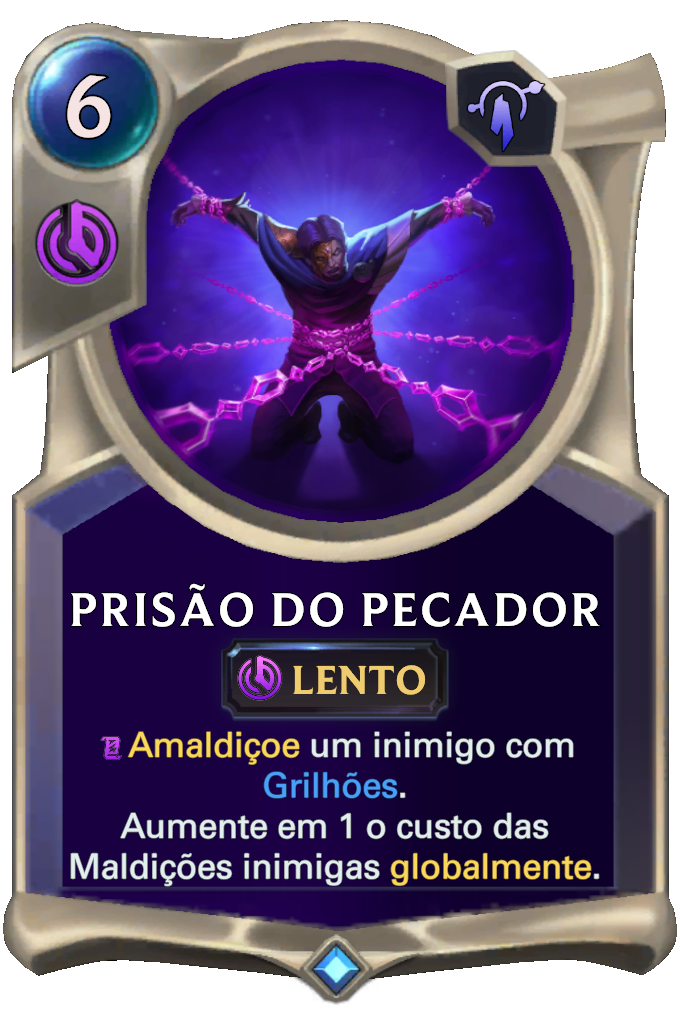 6
PRISÃO DO PECADOR
LENTO
Amaldiçoe um inimigo com
Grilhões.
Aumente em 1 o custo das
Maldições inimigas globalmente.